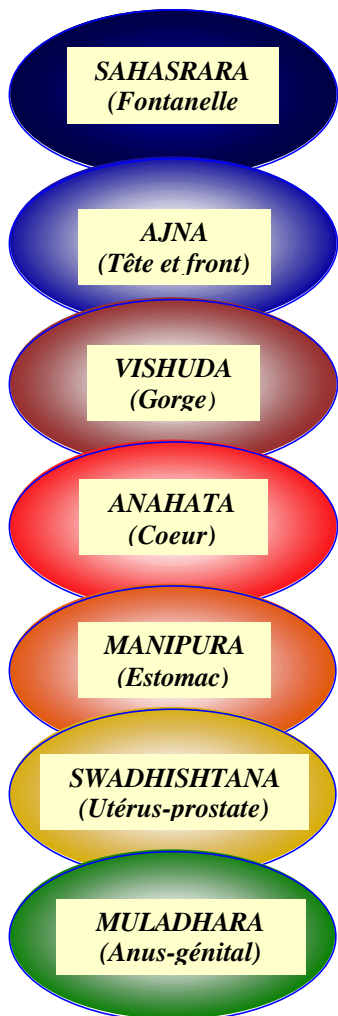 SAHASRARA
(Fontanelle
AJNA
(Tête et front)
VISHUDA
(Gorge)
ANAHATA
(Coeur)
MANIPURA
(Estomac)
SWADHISHTANA
(Utérus-prostate)
MULADHARA
(Anus-génital)